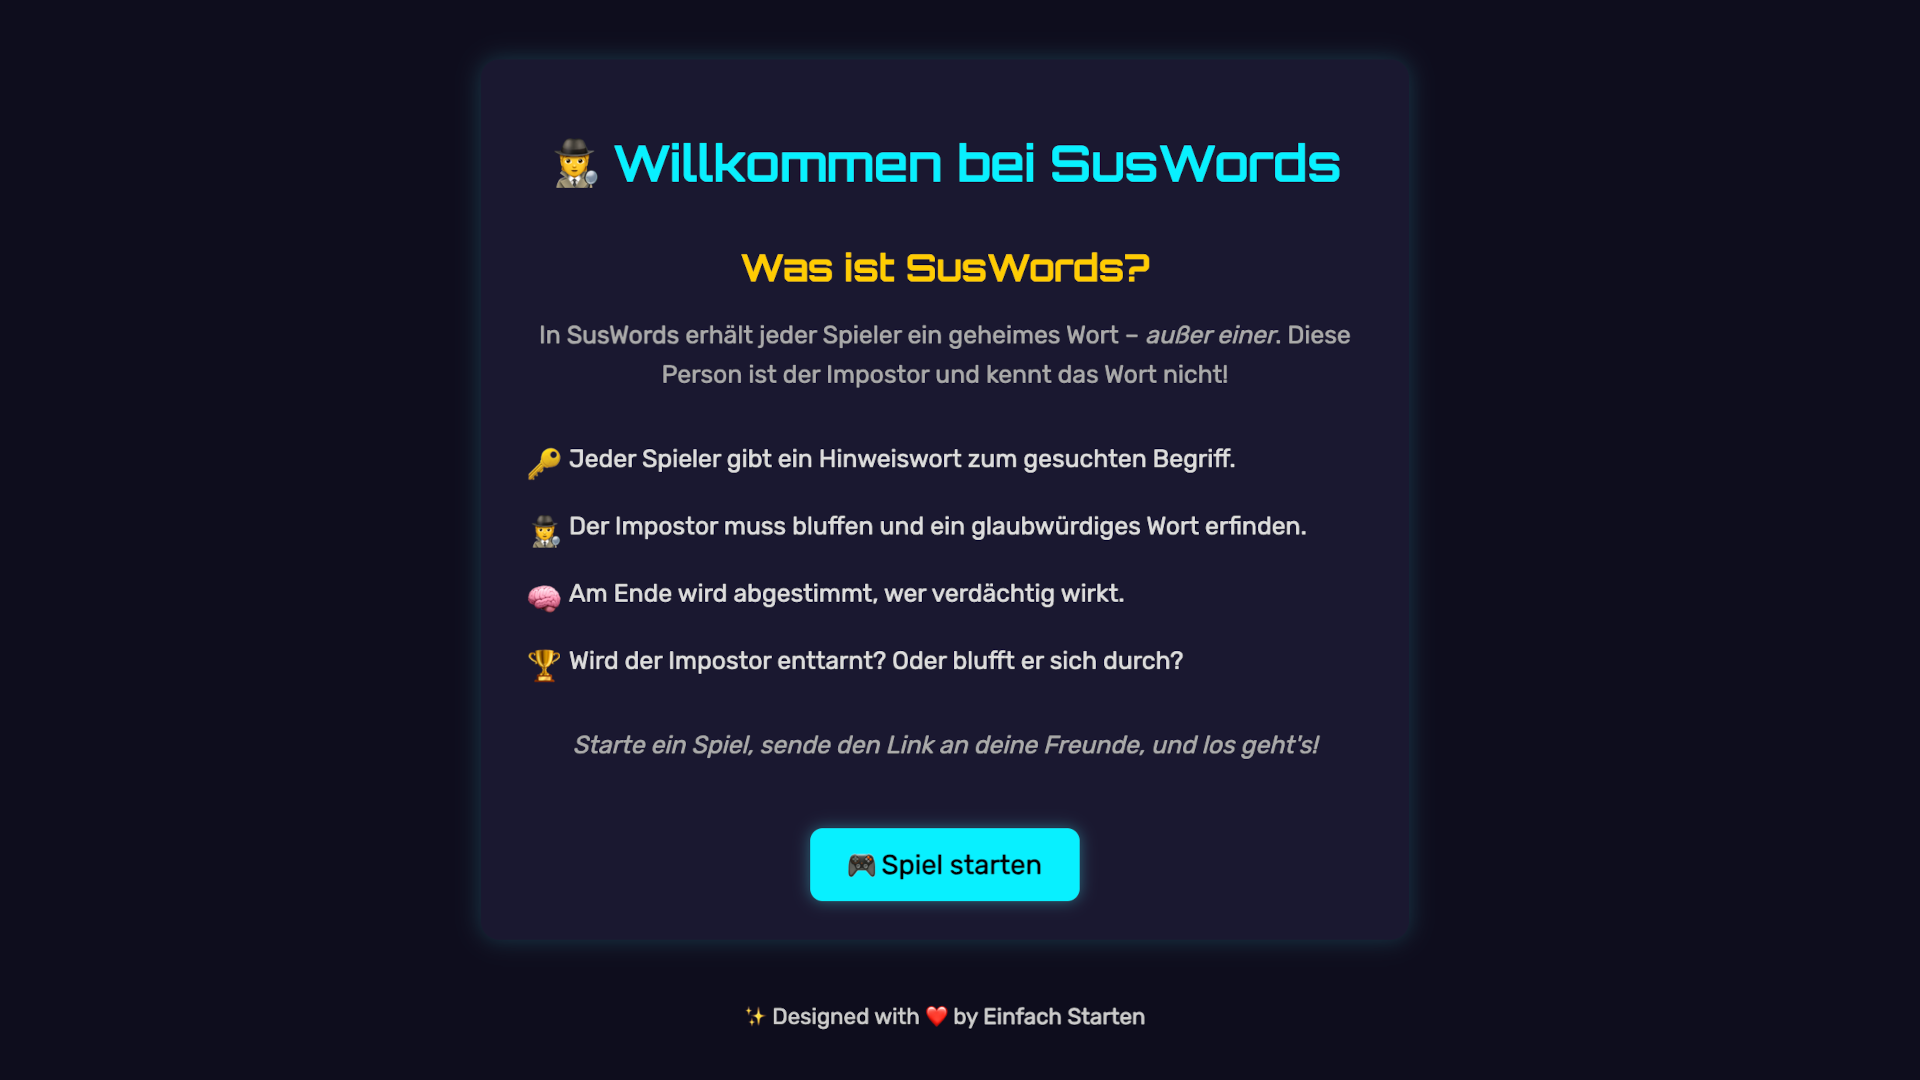 🕵️ Willkommen bei SusWords
Was ist SusWords?
In SusWords erhält jeder Spieler ein geheimes Wort – außer einer. Diese
Person ist der Impostor und kennt das Wort nicht!
🔑 Jeder Spieler gibt ein Hinweiswort zum gesuchten Begriff.
🕵️ Der Impostor muss bluffen und ein glaubwürdiges Wort erfinden.
🧠 Am Ende wird abgestimmt, wer verdächtig wirkt.
🏆 Wird der Impostor enttarnt? Oder blufft er sich durch?
Starte ein Spiel, sende den Link an deine Freunde, und los geht's!
🎮 Spiel starten
✨ Designed with ❤️ by Einfach Starten